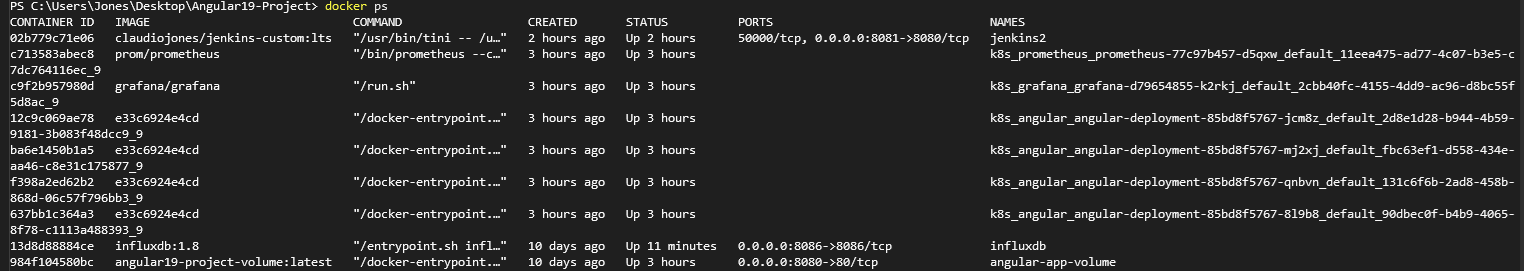 PS C:\Users\Jones\Desktop\Angular19-Project> docker ps
CONTAINER ID   IMAGE                            COMMAND                  CREATED       STATUS          PORTS                               NAMES
02b779c71e06   claudiojones/jenkins-custom:lts   "/usr/bin/tini -- /u…"   2 hours ago   Up 2 hours      50000/tcp, 0.0.0.0:8081->8080/tcp   jenkins2
c713583abec8   prom/prometheus                  "/bin/prometheus --c…"   3 hours ago   Up 3 hours                                          k8s_prometheus_prometheus-77c97b457-d5qxw_default_11eea475-ad77-4c07-b3e5-c
7dc764116ec_9
c9f2b957980d   grafana/grafana                  "/run.sh"                3 hours ago   Up 3 hours                                          k8s_grafana_grafana-d79654855-k2rkj_default_2cbb40fc-4155-4dd9-ac96-d8bc55f
5d8ac_9
12c9c069ae78   e33c6924e4cd                     "/docker-entrypoint.…"   3 hours ago   Up 3 hours                                          k8s_angular_angular-deployment-85bd8f5767-jcm8z_default_2d8e1d28-b944-4b59-
9181-3b083f48dcc9_9
ba6e1450b1a5   e33c6924e4cd                     "/docker-entrypoint.…"   3 hours ago   Up 3 hours                                          k8s_angular_angular-deployment-85bd8f5767-mj2xj_default_fbc63ef1-d558-434e-
aa46-c8e31c175877_9
f398a2ed62b2   e33c6924e4cd                     "/docker-entrypoint.…"   3 hours ago   Up 3 hours                                          k8s_angular_angular-deployment-85bd8f5767-qnbvn_default_131c6f6b-2ad8-458b-
868d-06c57f796bb3_9
637bb1c364a3   e33c6924e4cd                     "/docker-entrypoint.…"   3 hours ago   Up 3 hours                                          k8s_angular_angular-deployment-85bd8f5767-8l9b8_default_90dbec0f-b4b9-4065-
8f78-c1113a488393_9
13d8d88884ce   influxdb:1.8                     "/entrypoint.sh infl…"   10 days ago   Up 11 minutes   0.0.0.0:8086->8086/tcp              influxdb
984f104580bc   angular19-project-volume:latest   "/docker-entrypoint.…"   10 days ago   Up 3 hours      0.0.0.0:8080->80/tcp                angular-app-volume